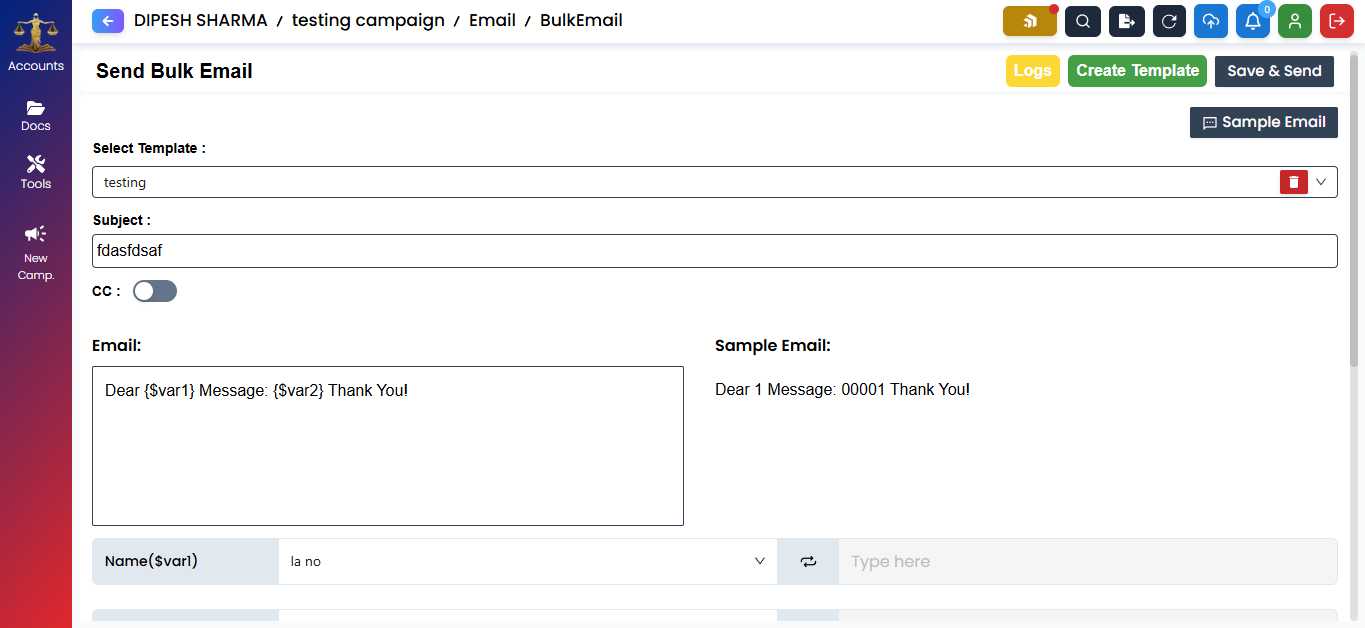 DIPESH SHARMA / testing campaign / Email / BulkEmail
0
Accounts
Docs
Tools
New
Camp.
Send Bulk Email
Logs
Create Template
Save & Send
Sample Email
Select Template :
testing
Subject :
fdasfdsaf
CC :
Email:
Sample Email:
Dear {$var1} Message: {$var2} Thank You!
Dear 1 Message: 00001 Thank You!
Name($var1)
la no
Type here